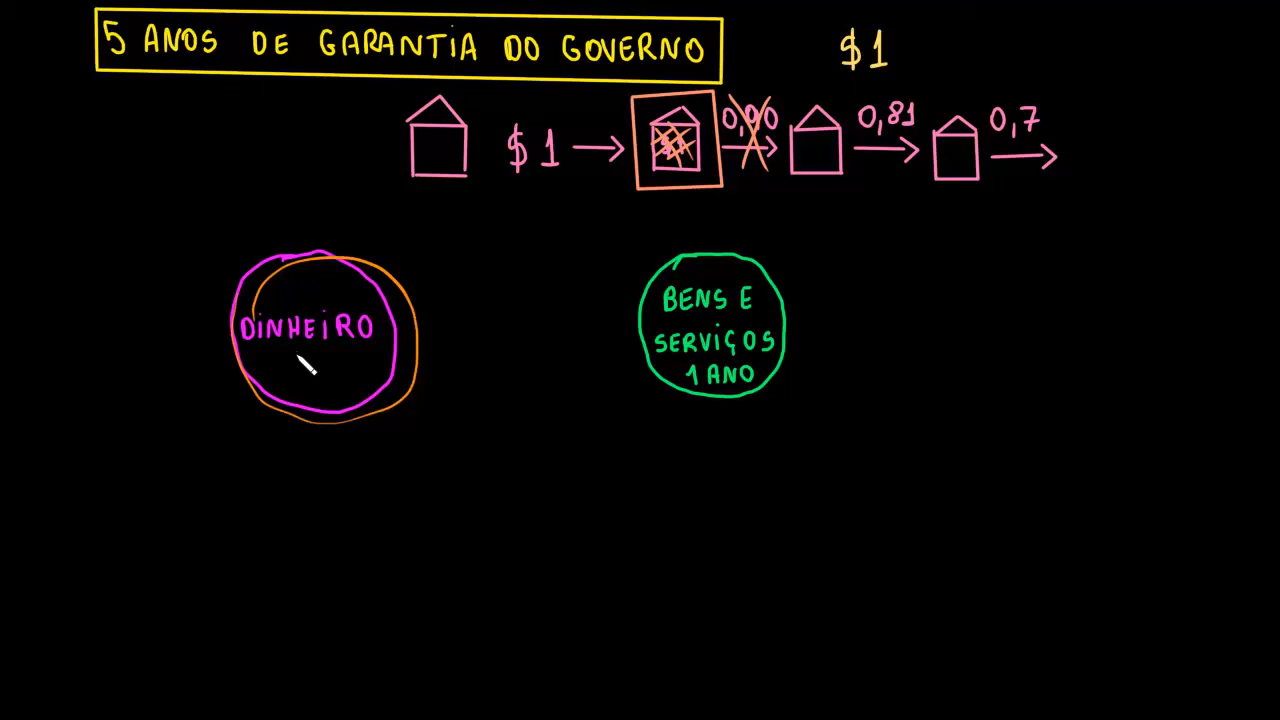 5 ANOS DE GARANTIA DO GOVERNO
$1
$1
0,90
0,81
0,7
DINHEIRO
BENS E
SERVIÇOS
1 ANO